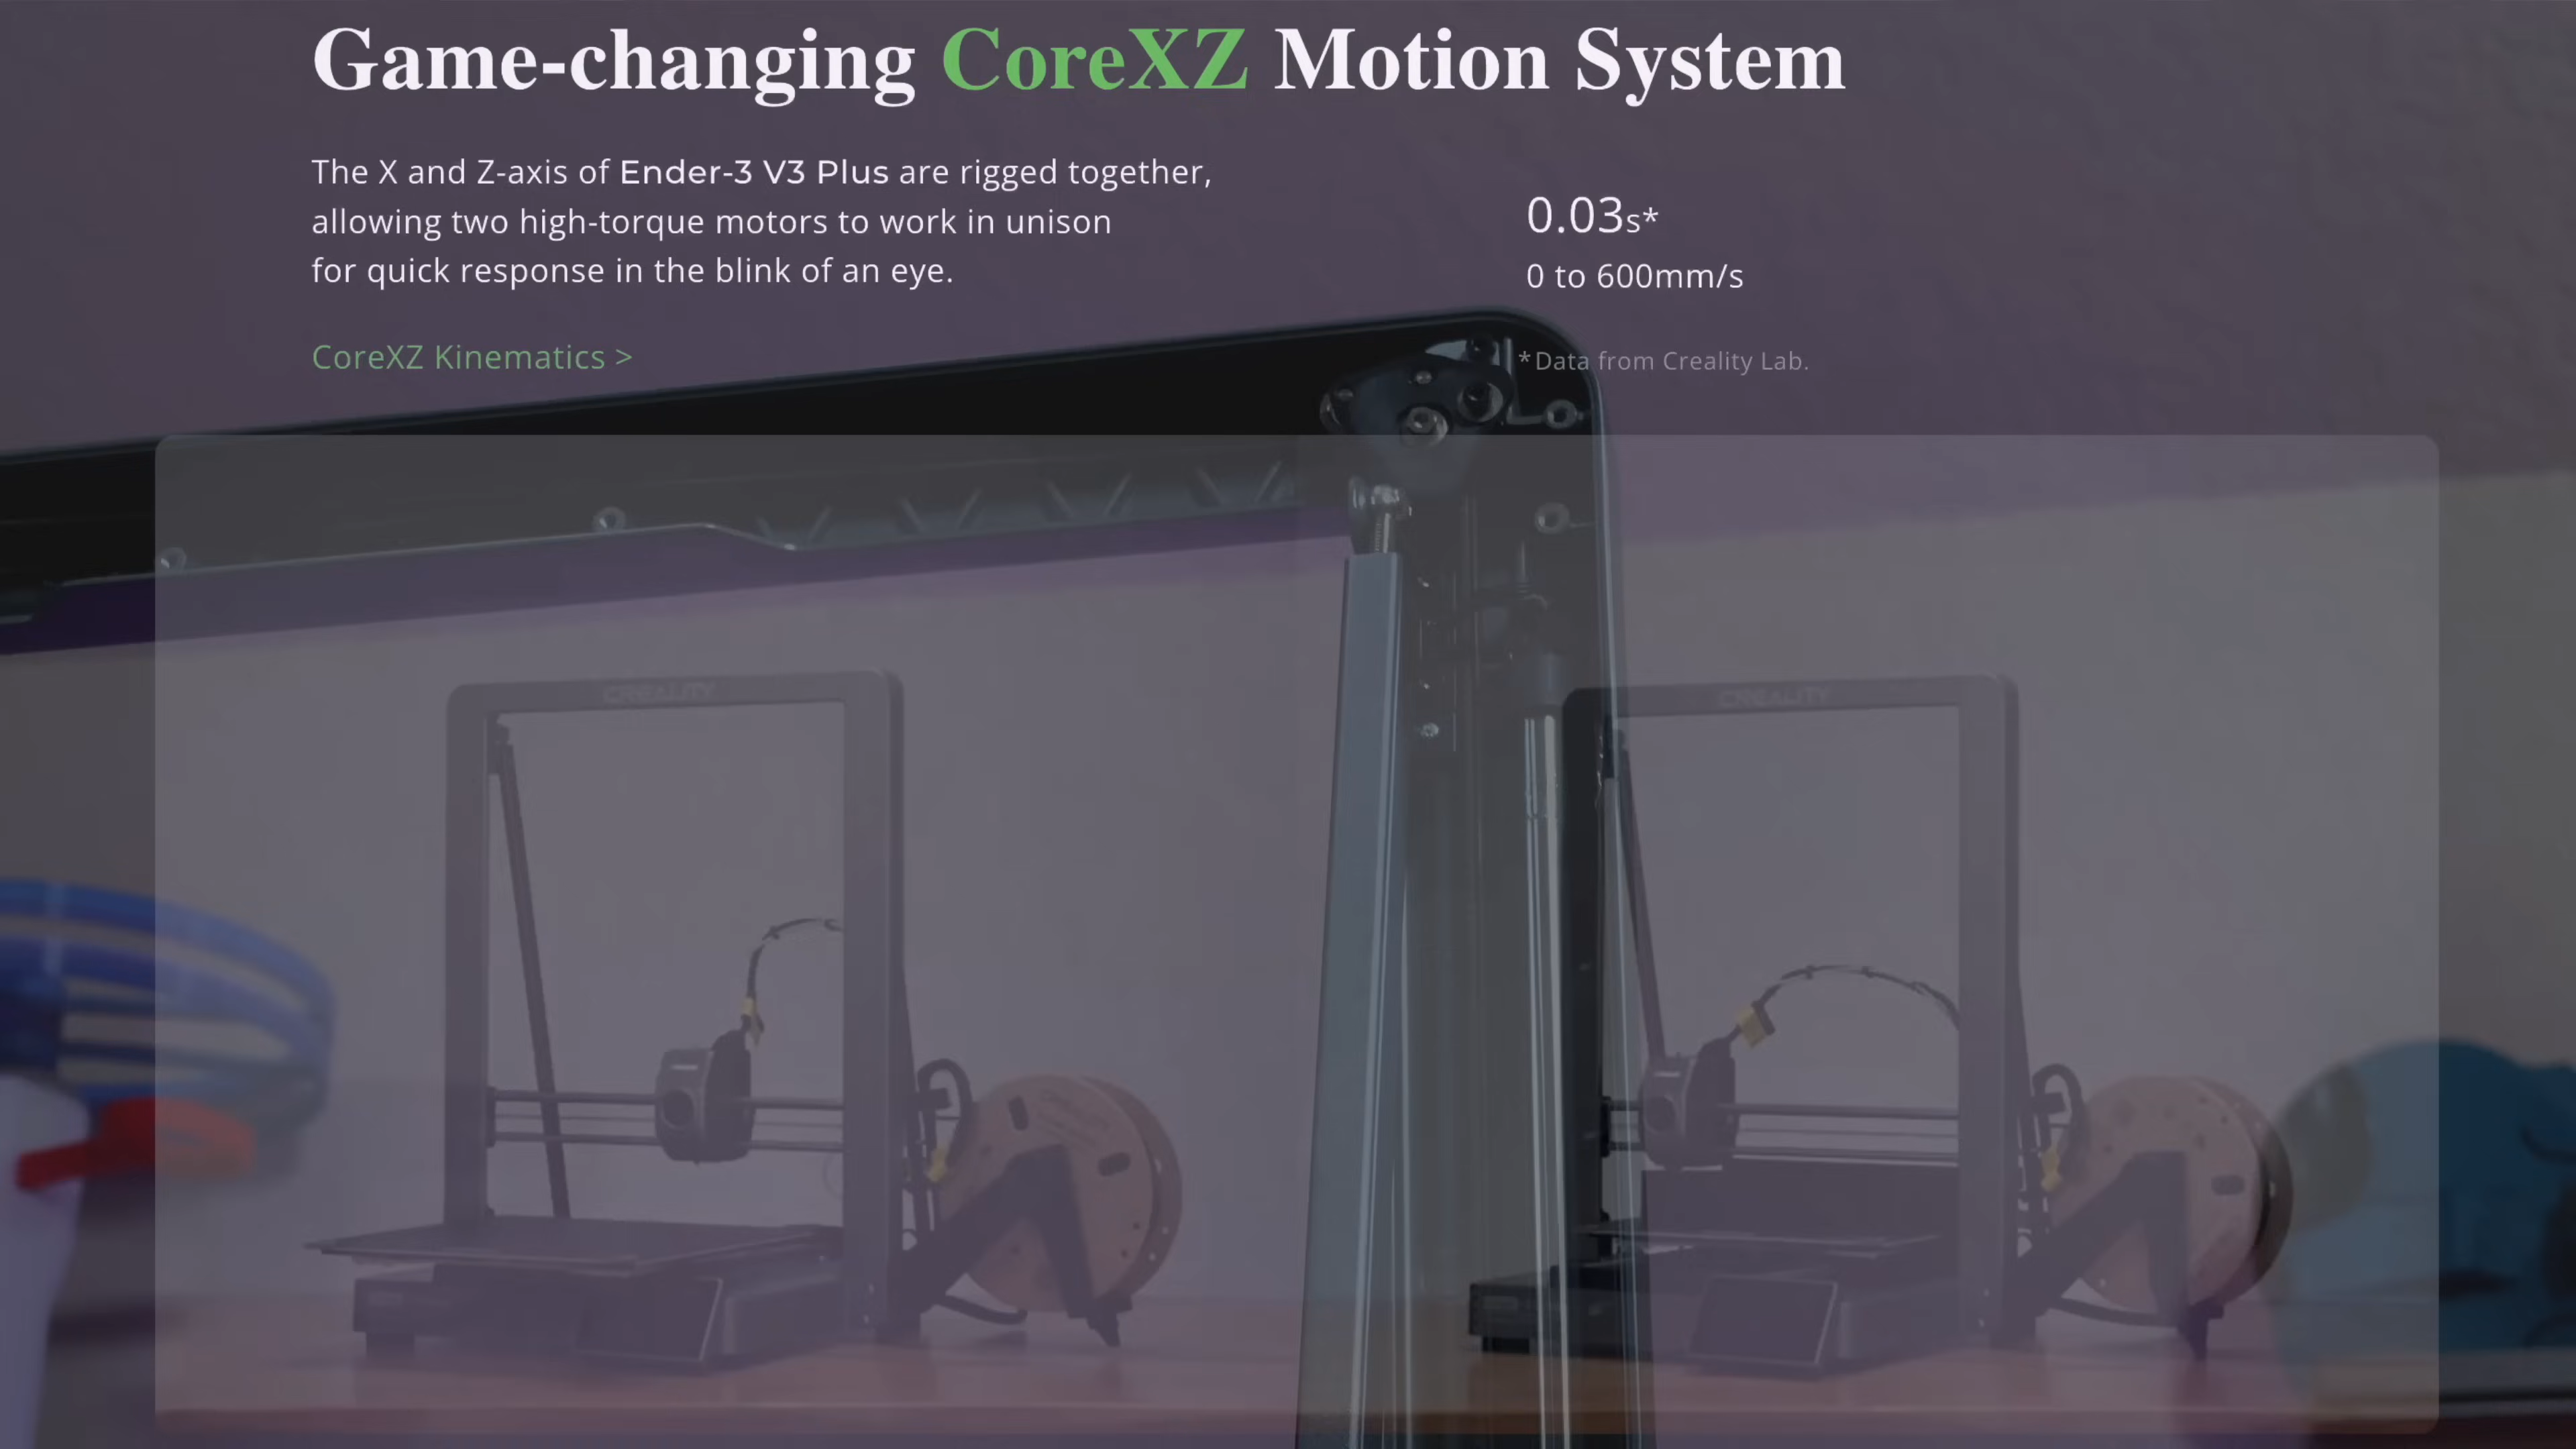 Game-changing CoreXZ Motion System
The X and Z-axis of Ender-3 V3 Plus are rigged together,
allowing two high-torque motors to work in unison
for quick response in the blink of an eye.
CoreXZ Kinematics >
0.03s*
0 to 600mm/s
*Data from Creality Lab.
CREALITY
CREALITY